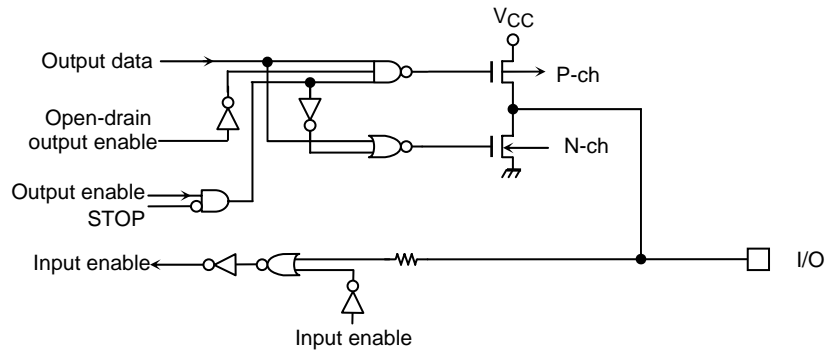 VCC
Output data
P-ch
Open-drain
output enable
N-ch
Output enable
STOP
Input enable
I/O
Input enable